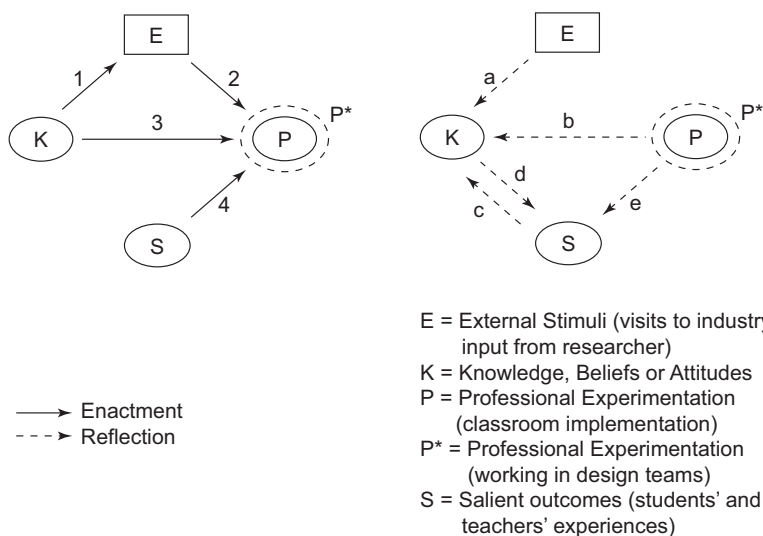 E
1
2
P*
K
3
P
4
S
E
a
P*
K
b
P
d
c
e
S
E = External Stimuli (visits to industry
input from researcher)
K = Knowledge, Beliefs or Attitudes
P = Professional Experimentation
(classroom implementation)
P* = Professional Experimentation
(working in design teams)
S = Salient outcomes (students’ and
teachers’ experiences)
Enactment
Reflection